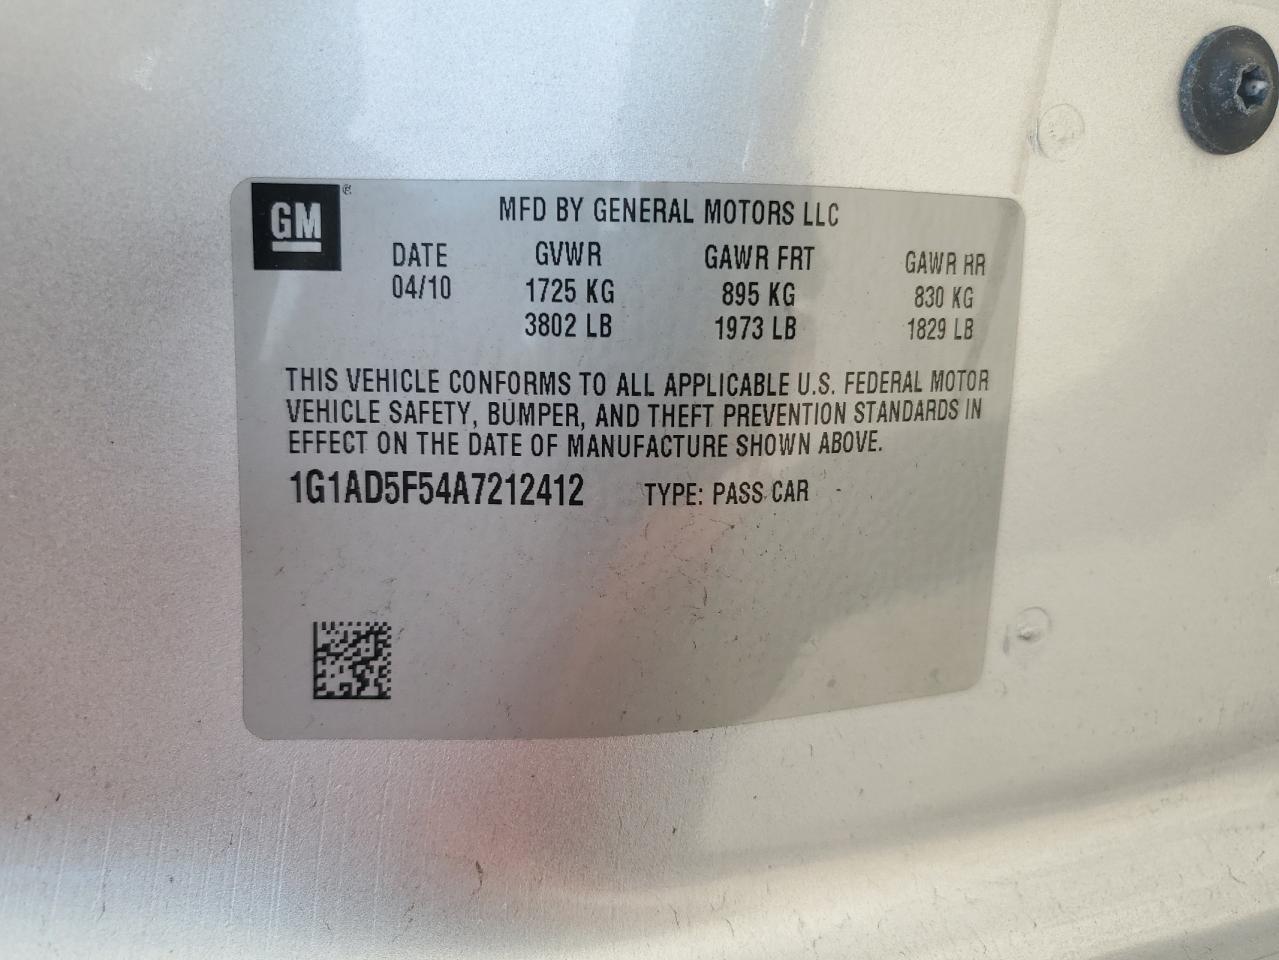 GM ®
MFD BY GENERAL MOTORS LLC
DATE GVWR GAWR FRT GAWR RR
04/10 1725 KG 895 KG 830 KG
3802 LB 1973 LB 1829 LB
THIS VEHICLE CONFORMS TO ALL APPLICABLE U.S. FEDERAL MOTOR
VEHICLE SAFETY, BUMPER, AND THEFT PREVENTION STANDARDS IN
EFFECT ON THE DATE OF MANUFACTURE SHOWN ABOVE.
1G1AD5F54A7212412 TYPE: PASS CAR